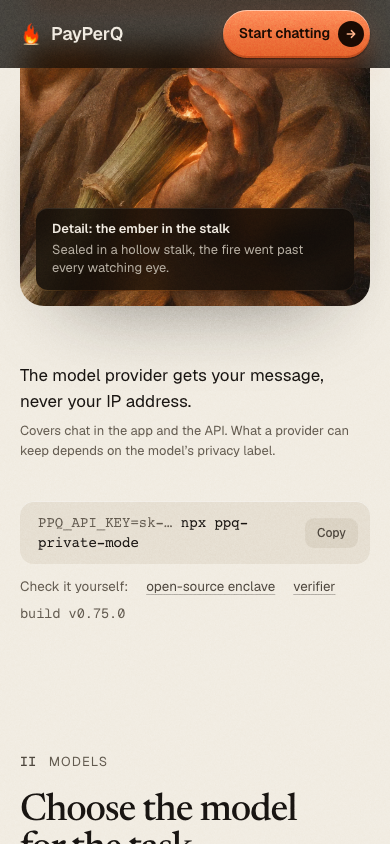 PayPerQ
Start chatting
Detail: the ember in the stalk
Sealed in a hollow stalk, the fire went past
every watching eye.
The model provider gets your message,
never your IP address.
Covers chat in the app and the API. What a provider can
keep depends on the model's privacy label.
PPQ_API_KEY=sk-… npx ppq-
private-mode
Copy
Check it yourself: open-source enclave verifier
build v0.75.0
II MODELS
Choose the model
for the task